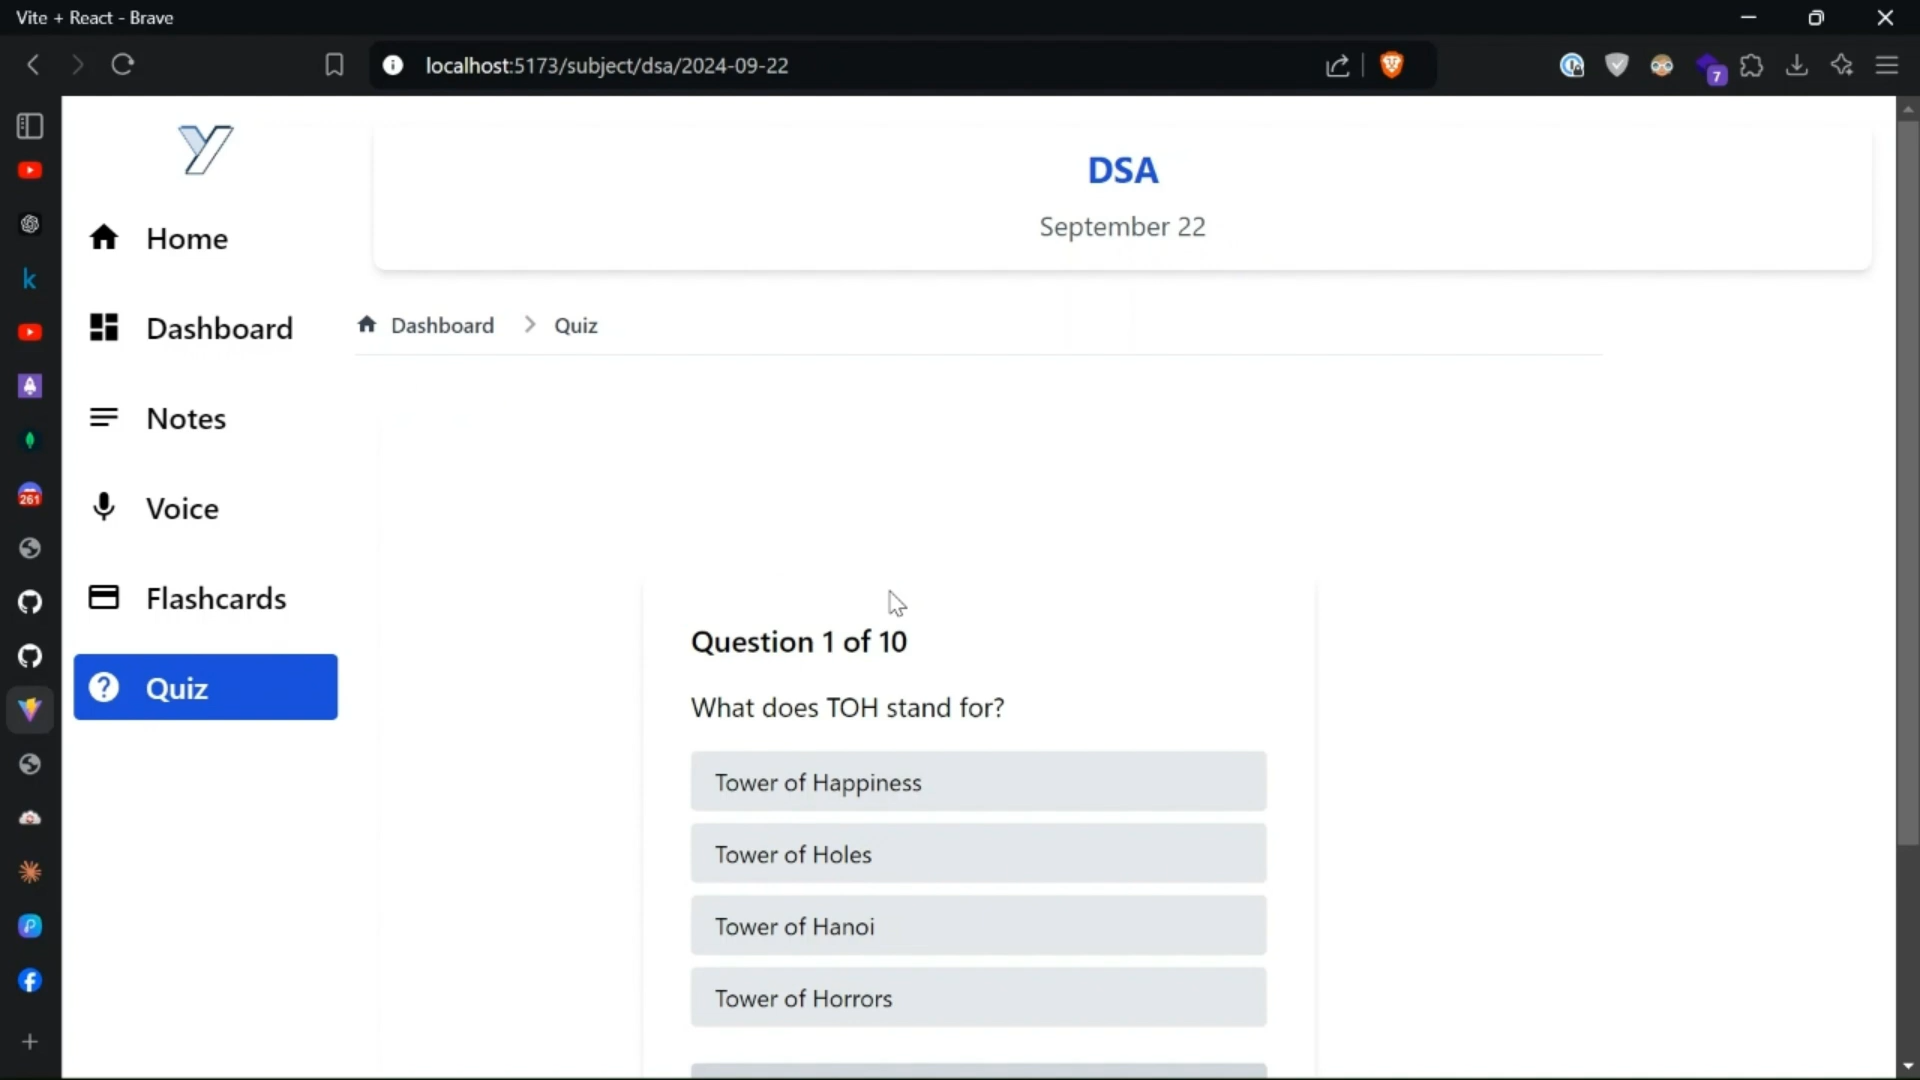 Vite + React - Brave
localhost:5173/subject/dsa/2024-09-22
7
DSA
September 22
Home
Dashboard
Dashboard > Quiz
Notes
Voice
261
Flashcards
Quiz
Question 1 of 10
What does TOH stand for?
Tower of Happiness
Tower of Holes
Tower of Hanoi
Tower of Horrors